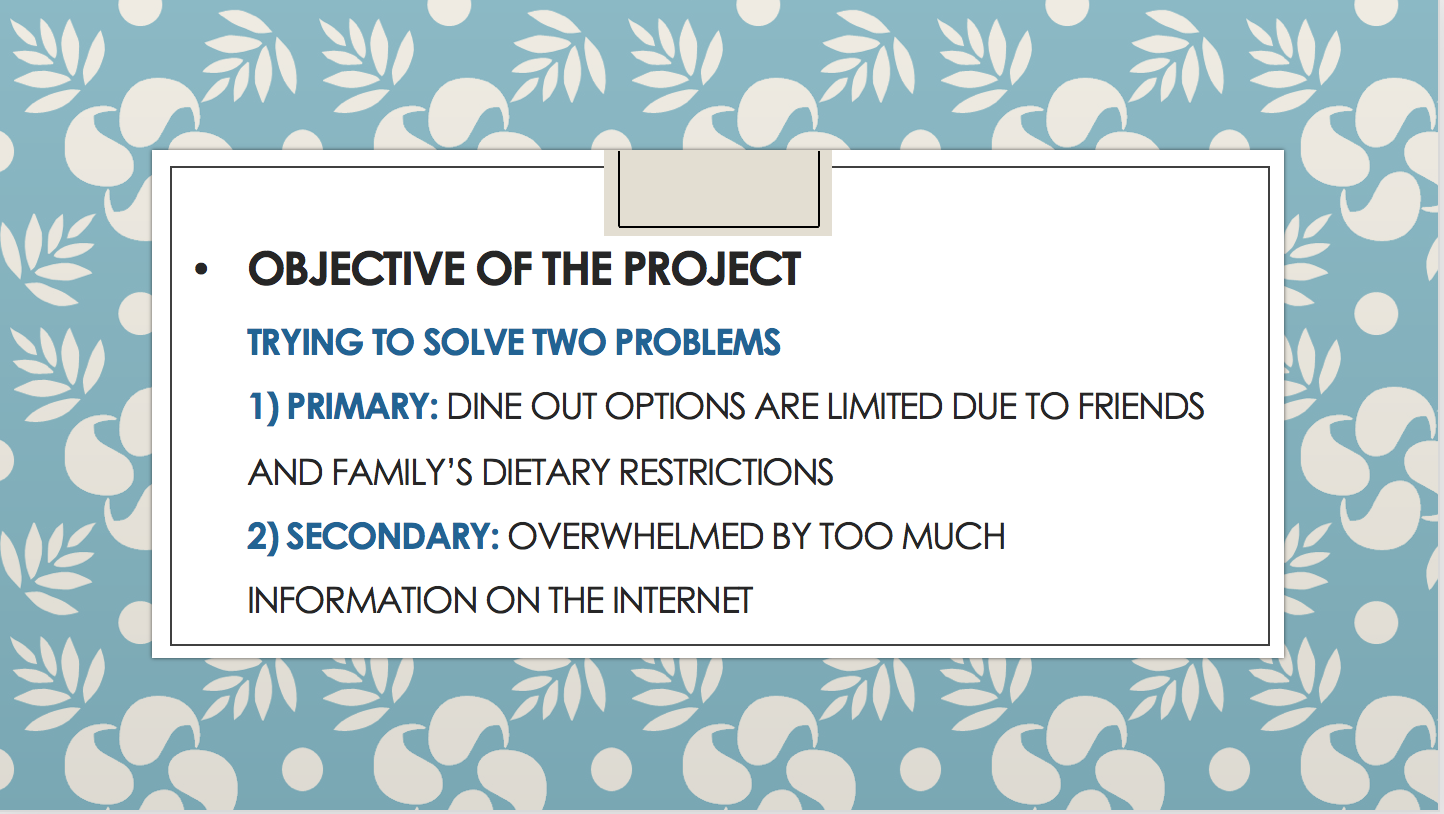 • OBJECTIVE OF THE PROJECT
TRYING TO SOLVE TWO PROBLEMS
1) PRIMARY: DINE OUT OPTIONS ARE LIMITED DUE TO FRIENDS
AND FAMILY’S DIETARY RESTRICTIONS
2) SECONDARY: OVERWHELMED BY TOO MUCH
INFORMATION ON THE INTERNET